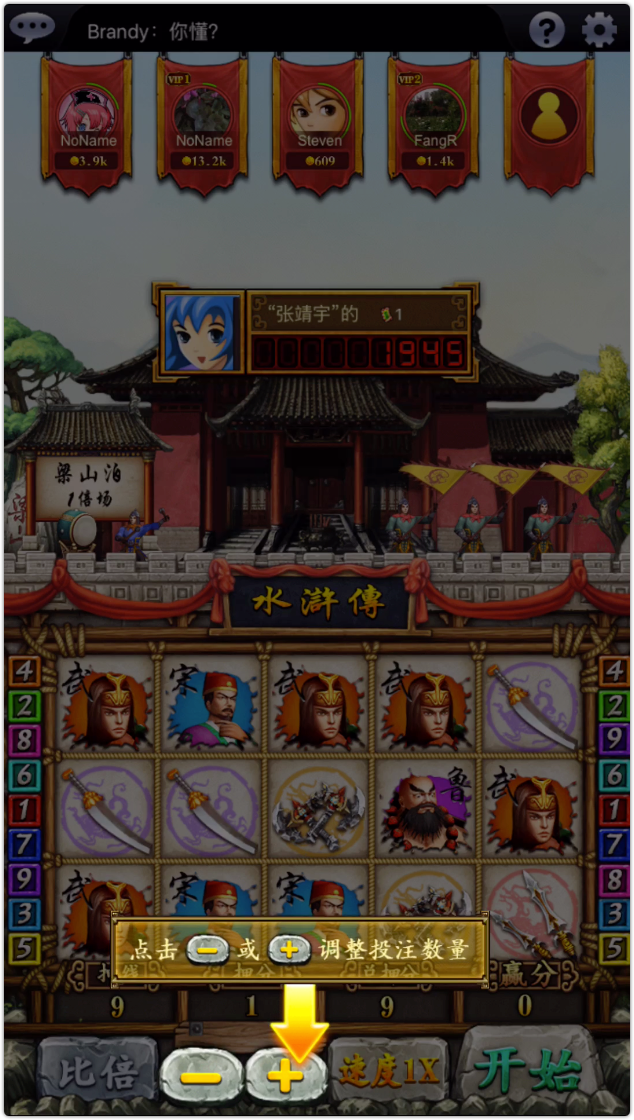 Brandy: 你懂?
VIP1
VIP2
NoName
NoName
Steven
FangR
3.9k
13.2k
609
1.4k
“张靖宇”的 1
1945
梁山泊
1倍场
水滸傳
4
2
8
6
1
7
9
3
5
武
宋
武
武
鲁
武
武
宋
宋
4
2
9
6
1
7
8
3
5
点击 − 或 + 调整投注数量
赢分
9
1
9
0
比倍
−
+
速度1X
开始